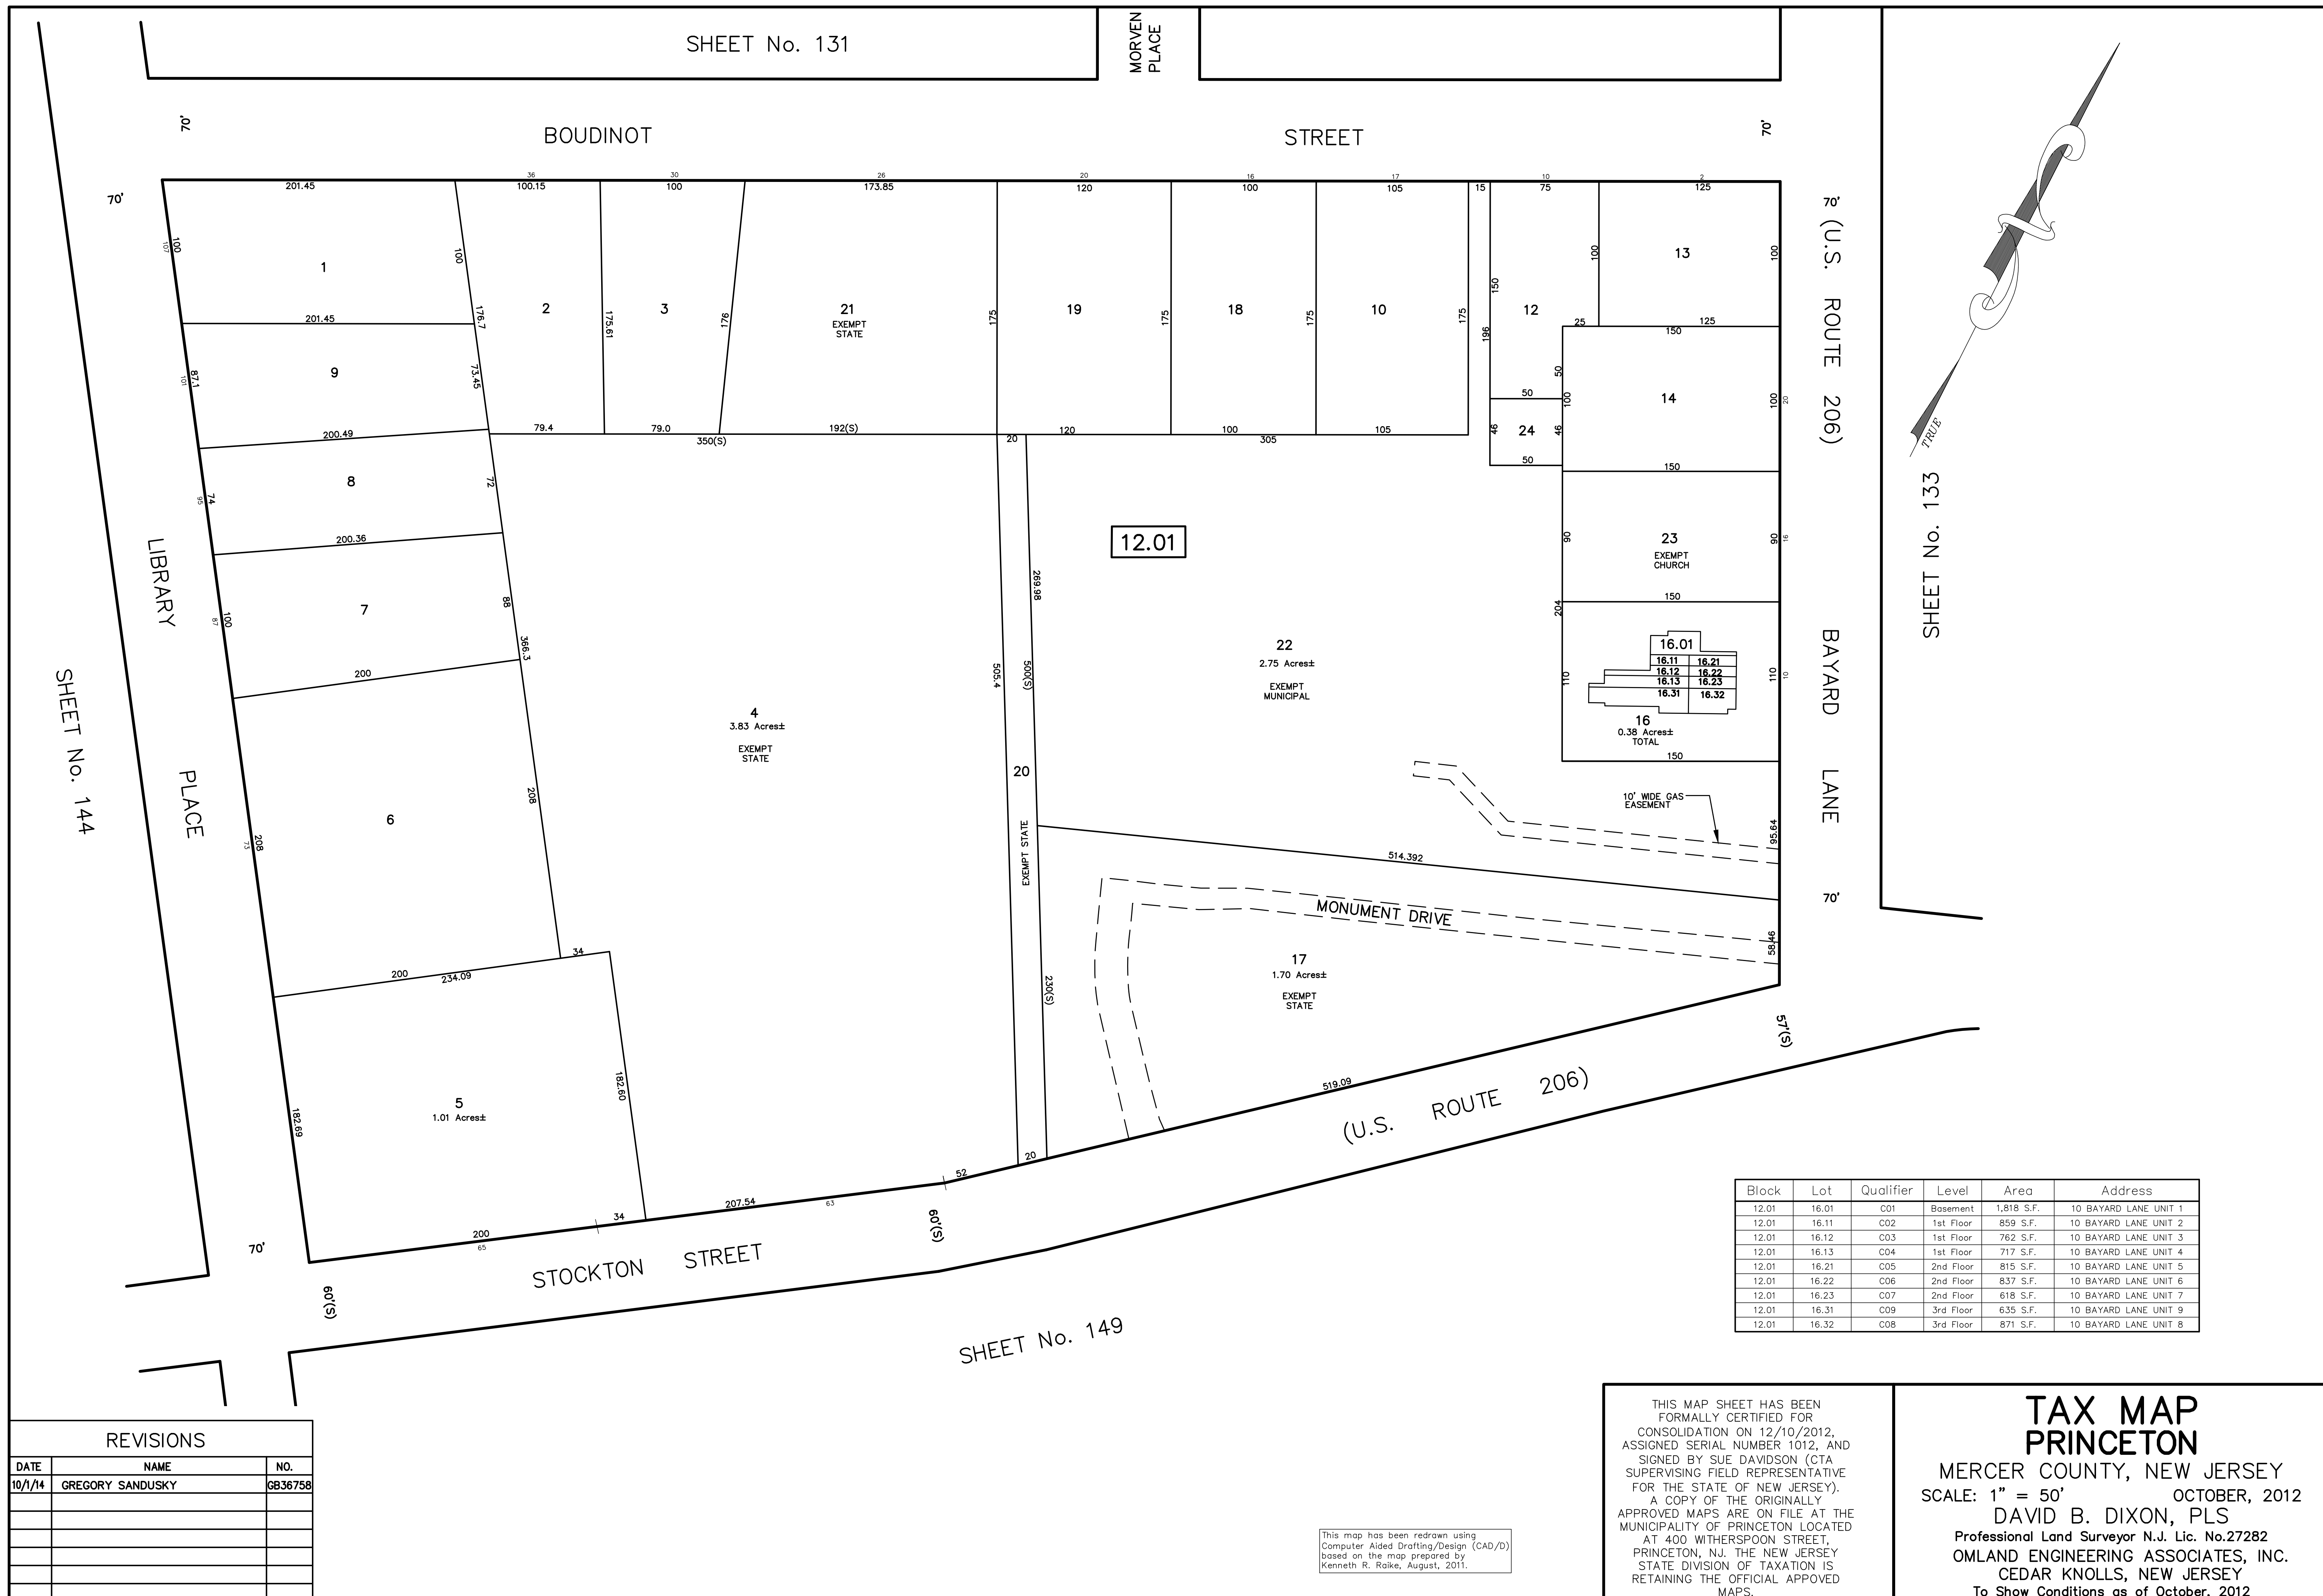 SHEET No. 131
MORVEN
PLACE
70'
BOUDINOT STREET
70'
70'
201.45
36
100.15
30
100
26
173.85
20
120
16
100
17
105
15
10
75
2
125
70'
(U.S. ROUTE 206)
BAYARD LANE
70'
SHEET No. 133
TRUE
107
100
1
100
201.45
176.7
101
87.1
9
73.45
200.49
95
74
8
72
200.36
87
100
7
88
366.3
200
73
208
6
208
200
234.09
34
182.69
5
1.01 Acres±
182.60
2
175.61
3
176
21
EXEMPT
STATE
175
19
175
18
175
10
175
196
150
12
100
13
100
25
125
150
50
100
14
100
20
50
46
24
46
50
150
79.4
79.0
350(S)
192(S)
20
120
100
305
105
90
23
EXEMPT
CHURCH
90
16
150
204
110
16.01
16.11 16.21
16.12 16.22
16.13 16.23
16.31 16.32
16
0.38 Acres±
TOTAL
110
10
150
12.01
269.98
500(S)
505.4
20
EXEMPT STATE
230(S)
22
2.75 Acres±
EXEMPT
MUNICIPAL
4
3.83 Acres±
EXEMPT
STATE
10' WIDE GAS
EASEMENT
95.64
514.392
MONUMENT DRIVE
58.46
17
1.70 Acres±
EXEMPT
STATE
519.09
57'(S)
(U.S. ROUTE 206)
20
52
63
207.54
34
200
65
60'(S)
STOCKTON STREET
70'
60'(S)
LIBRARY PLACE
SHEET No. 144
SHEET No. 149
Block Lot Qualifier Level Area Address
12.01 16.01 C01 Basement 1,818 S.F. 10 BAYARD LANE UNIT 1
12.01 16.11 C02 1st Floor 859 S.F. 10 BAYARD LANE UNIT 2
12.01 16.12 C03 1st Floor 762 S.F. 10 BAYARD LANE UNIT 3
12.01 16.13 C04 1st Floor 717 S.F. 10 BAYARD LANE UNIT 4
12.01 16.21 C05 2nd Floor 815 S.F. 10 BAYARD LANE UNIT 5
12.01 16.22 C06 2nd Floor 837 S.F. 10 BAYARD LANE UNIT 6
12.01 16.23 C07 2nd Floor 618 S.F. 10 BAYARD LANE UNIT 7
12.01 16.31 C09 3rd Floor 635 S.F. 10 BAYARD LANE UNIT 9
12.01 16.32 C08 3rd Floor 871 S.F. 10 BAYARD LANE UNIT 8
REVISIONS
DATE NAME NO.
10/1/14 GREGORY SANDUSKY GB36758
This map has been redrawn using
Computer Aided Drafting/Design (CAD/D)
based on the map prepared by
Kenneth R. Raike, August, 2011.
THIS MAP SHEET HAS BEEN
FORMALLY CERTIFIED FOR
CONSOLIDATION ON 12/10/2012,
ASSIGNED SERIAL NUMBER 1012, AND
SIGNED BY SUE DAVIDSON (CTA
SUPERVISING FIELD REPRESENTATIVE
FOR THE STATE OF NEW JERSEY).
A COPY OF THE ORIGINALLY
APPROVED MAPS ARE ON FILE AT THE
MUNICIPALITY OF PRINCETON LOCATED
AT 400 WITHERSPOON STREET,
PRINCETON, NJ. THE NEW JERSEY
STATE DIVISION OF TAXATION IS
RETAINING THE OFFICIAL APPOVED
MAPS.
TAX MAP
PRINCETON
MERCER COUNTY, NEW JERSEY
SCALE: 1" = 50' OCTOBER, 2012
DAVID B. DIXON, PLS
Professional Land Surveyor N.J. Lic. No.27282
OMLAND ENGINEERING ASSOCIATES, INC.
CEDAR KNOLLS, NEW JERSEY
To Show Conditions as of October, 2012